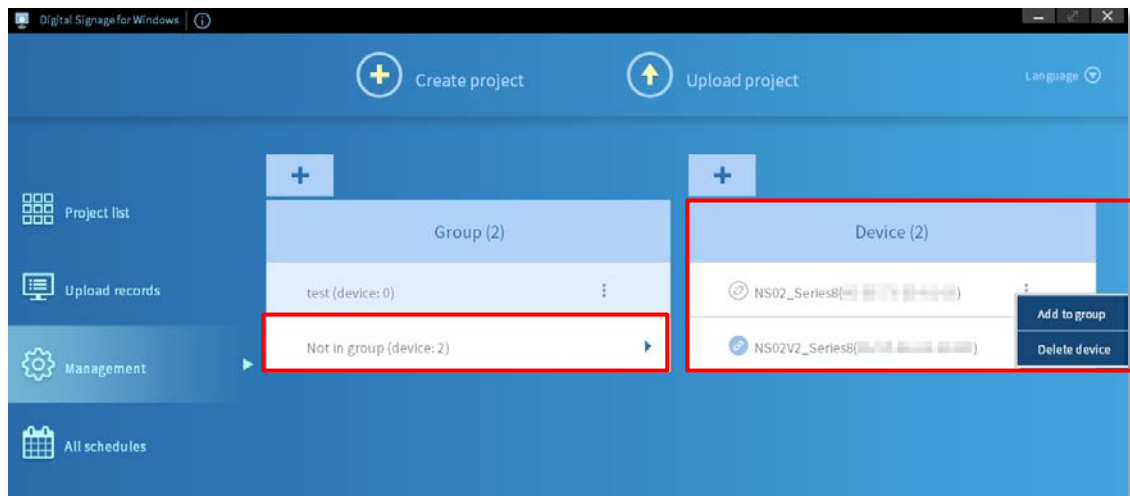 Digital Signage for Windows
Create project
Upload project
Language
Project list
Upload records
Management
All schedules
Group (2)
test (device: 0)
Not in group (device: 2)
Device (2)
NS02_Series8( )
NS02V2_Series8( )
Add to group
Delete device